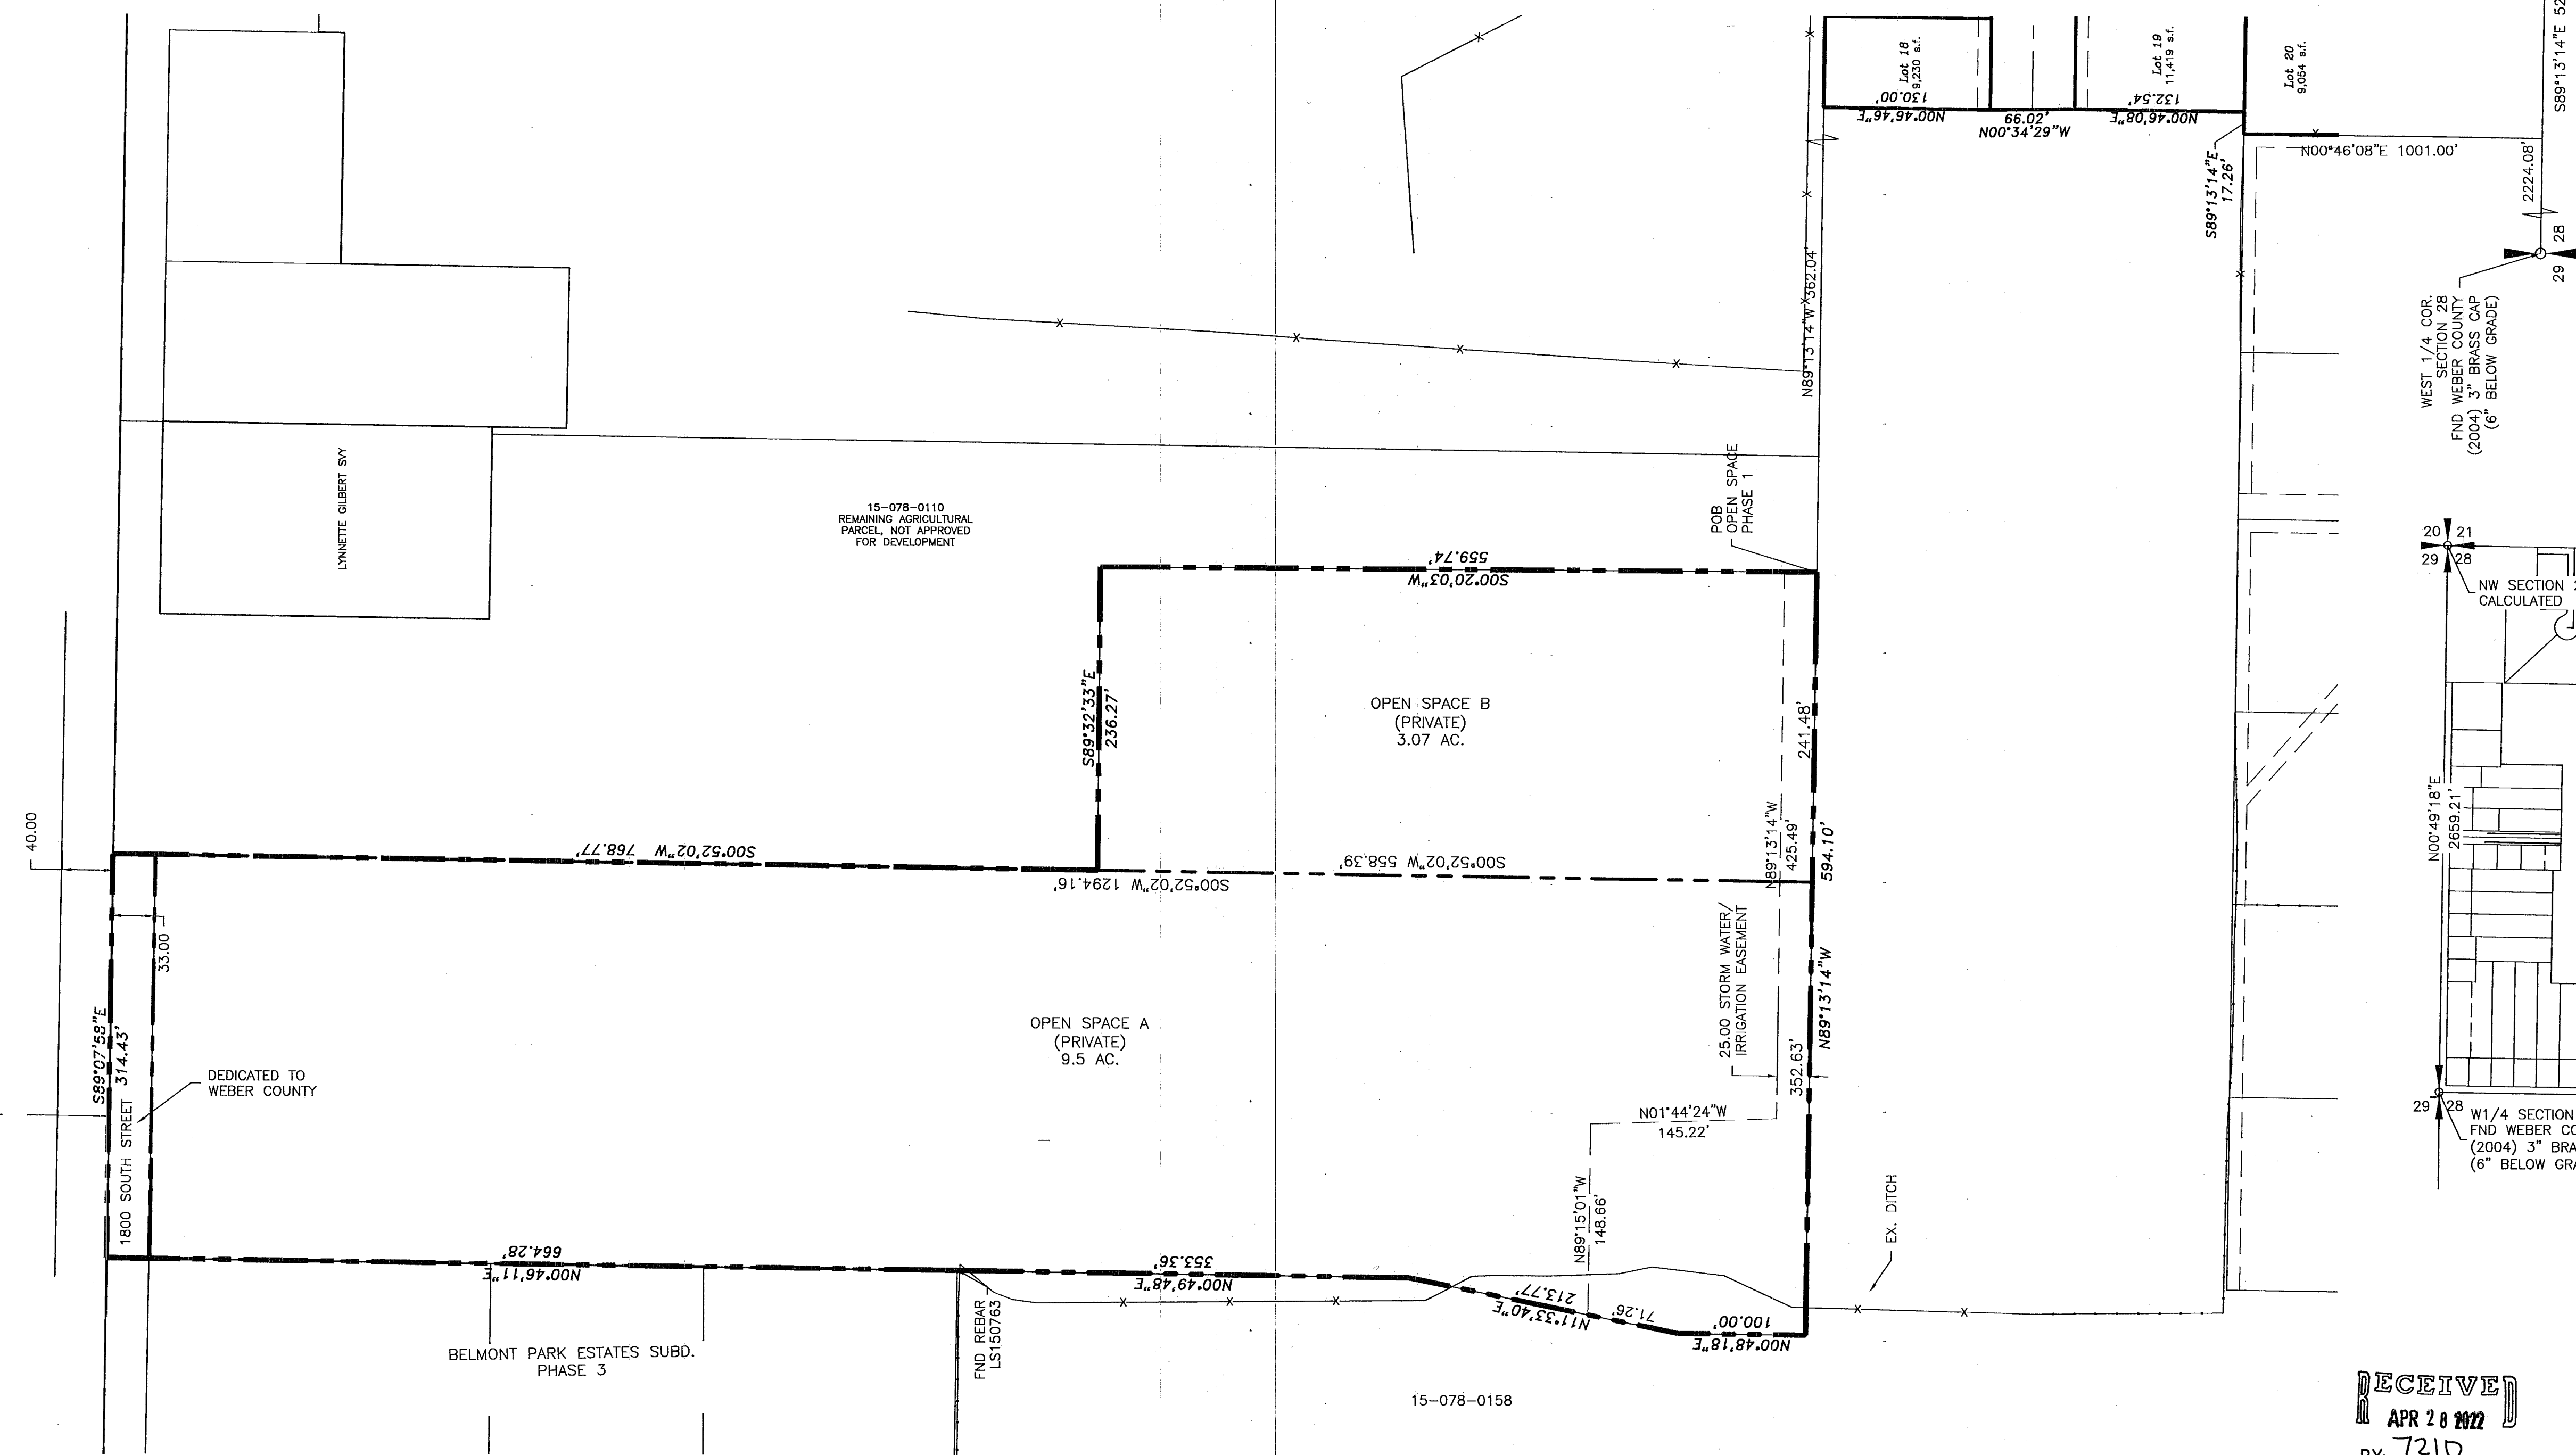 Lot 18
9,230 s.f.
130.00'
N00°46'46"E
66.02'
N00°34'29"W
Lot 19
11,419 s.f.
132.54'
N00°46'08"E
Lot 20
9,054 s.f.
S89°13'14"E
17.26'
N00°46'08"E 1001.00'
S89°13'14"E 52
2224.08'
28
29
WEST 1/4 COR.
SECTION 28
FND WEBER COUNTY
(2004) 3" BRASS CAP
(6" BELOW GRADE)
N89°13'14"W 362.04'
LYNNETTE GILBERT SVY
15-078-0110
REMAINING AGRICULTURAL
PARCEL, NOT APPROVED
FOR DEVELOPMENT
POB
OPEN SPACE
PHASE 1
559.74'
S00°20'03"W
S89°32'33"E
236.27'
OPEN SPACE B
(PRIVATE)
3.07 AC.
241.48'
N89°13'14"W
425.49'
594.10'
N89°13'14"W
352.63'
40.00
S00°52'02"W 768.77'
S00°52'02"W 1294.16'
S00°52'02"W 558.39'
33.00
S89°07'58"E
314.43'
1800 SOUTH STREET
DEDICATED TO
WEBER COUNTY
OPEN SPACE A
(PRIVATE)
9.5 AC.
25.00 STORM WATER/
IRRIGATION EASEMENT
N01°44'24"W
145.22'
N89°15'01"W
148.66'
EX. DITCH
664.28'
N00°46'11"E
353.36'
N00°49'48"E
213.77'
N11°33'40"E
71.26'
100.00'
N00°48'18"E
FND REBAR
LS150763
BELMONT PARK ESTATES SUBD.
PHASE 3
15-078-0158
20 21
29 28
NW SECTION
CALCULATED
N00°49'18"E
2659.21'
29 28
W1/4 SECTION
FND WEBER CO
(2004) 3" BRA
(6" BELOW GRA
RECEIVED
APR 28 2022
BY: 7210